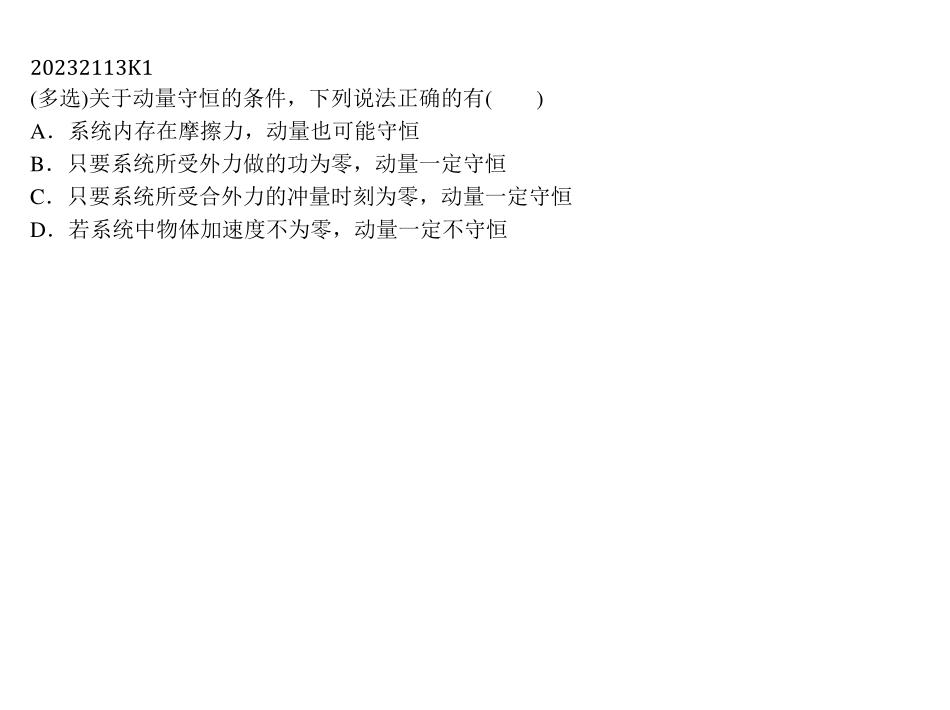 20232113K1
(多选)关于动量守恒的条件，下列说法正确的有(　　)
A．系统内存在摩擦力，动量也可能守恒
B．只要系统所受外力做的功为零，动量一定守恒
C．只要系统所受合外力的冲量时刻为零，动量一定守恒
D．若系统中物体加速度不为零，动量一定不守恒